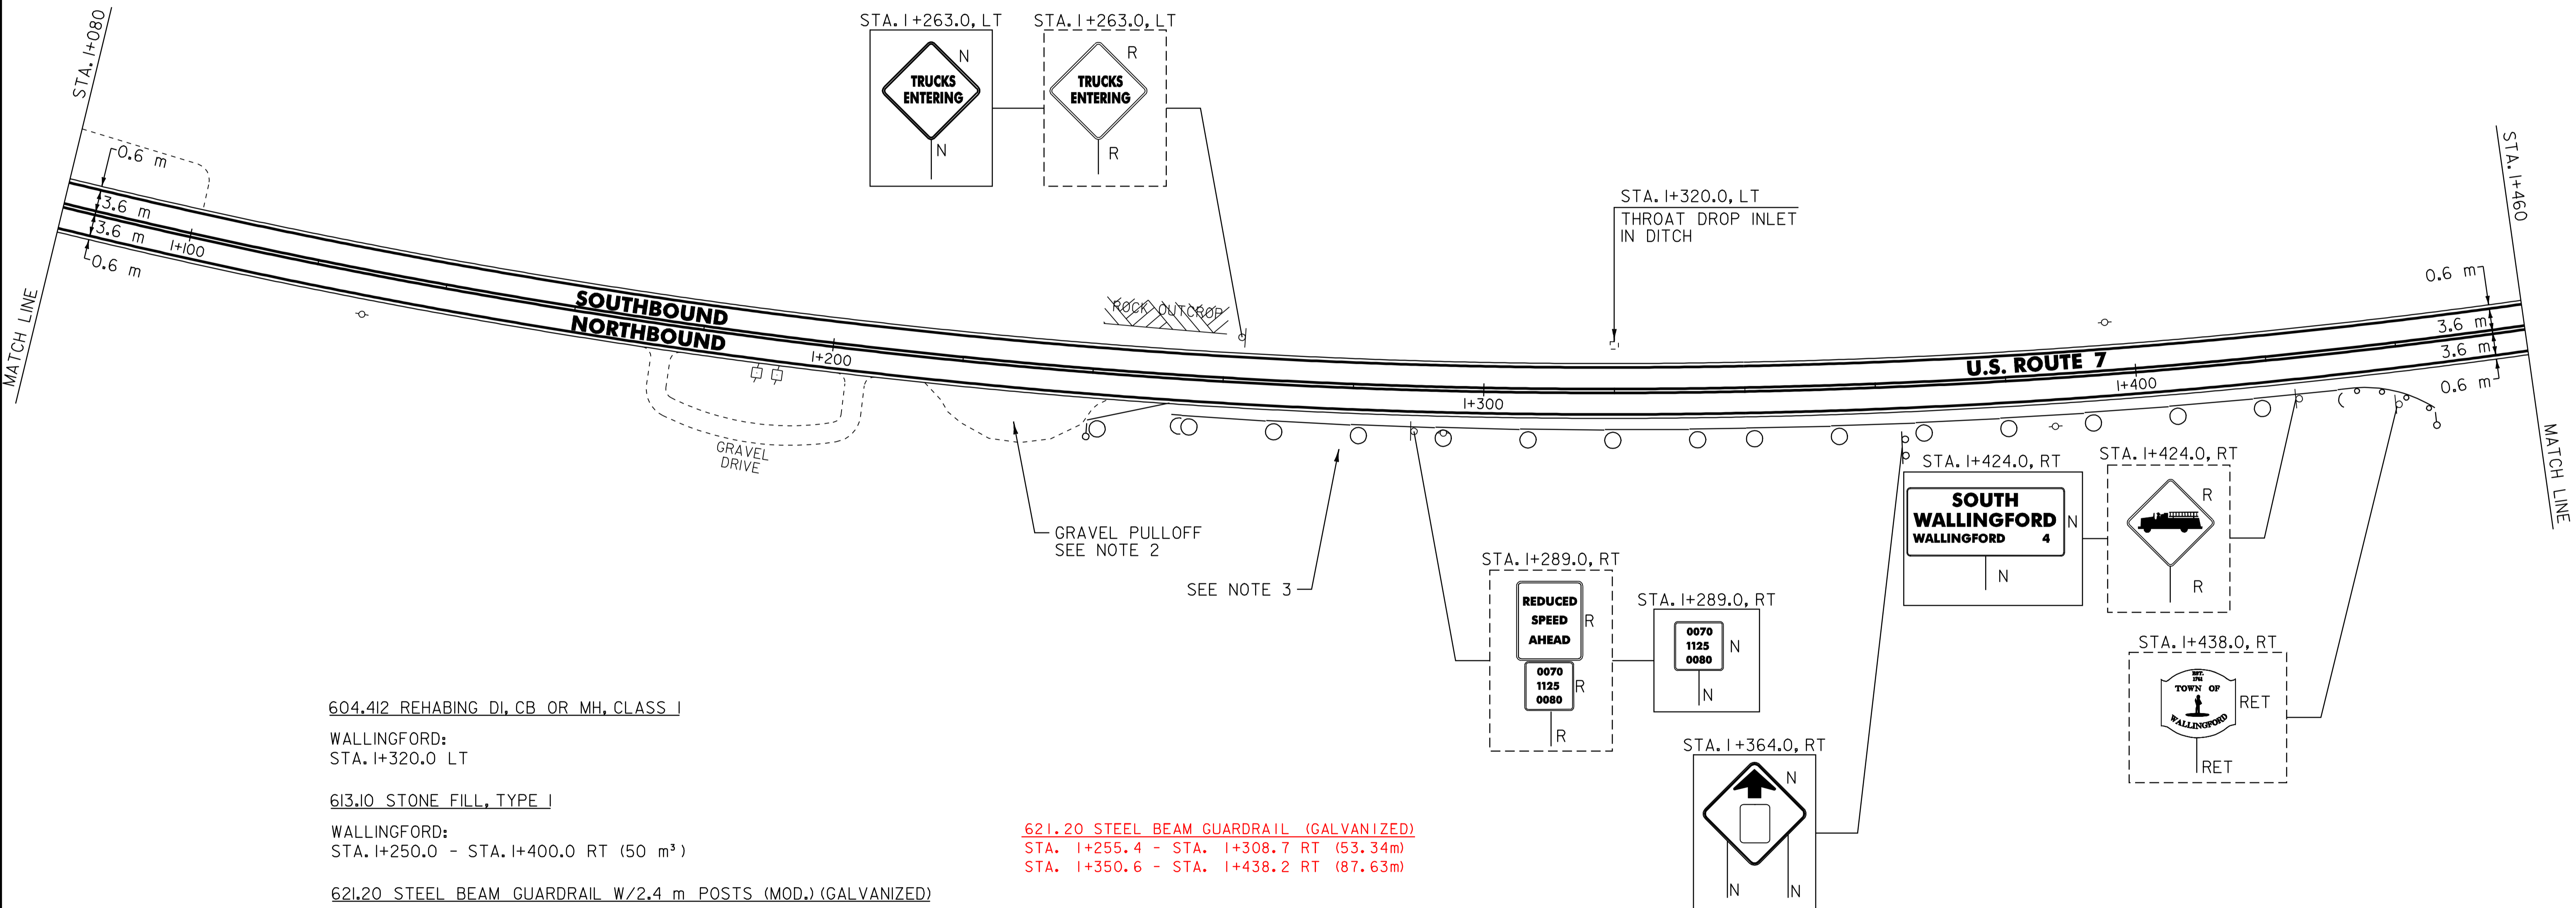 STA. 1+080
MATCH LINE
0.6 m
3.6 m
3.6 m
0.6 m
1+100
STA. 1+263.0, LT
TRUCKS
ENTERING
N
N
STA. 1+263.0, LT
TRUCKS
ENTERING
R
R
SOUTHBOUND
NORTHBOUND
1+200
ROCK OUTCROP
STA. 1+320.0, LT
THROAT DROP INLET
IN DITCH
1+300
U.S. ROUTE 7
1+400
STA. 1+460
0.6 m
3.6 m
3.6 m
0.6 m
MATCH LINE
GRAVEL
DRIVE
GRAVEL PULLOFF
SEE NOTE 2
SEE NOTE 3
STA. 1+289.0, RT
REDUCED
SPEED
AHEAD
R
0070
1125
0080
R
R
STA. 1+289.0, RT
0070
1125
0080
N
N
STA. 1+364.0, RT
N
N
N
STA. 1+424.0, RT
SOUTH
WALLINGFORD
WALLINGFORD 4
N
N
STA. 1+424.0, RT
R
R
STA. 1+438.0, RT
EST.
1761
TOWN OF
WALLINGFORD
RET
RET
604.412 REHABING DI, CB OR MH, CLASS I
WALLINGFORD:
STA. 1+320.0 LT
613.10 STONE FILL, TYPE I
WALLINGFORD:
STA. 1+250.0 - STA. 1+400.0 RT (50 m³)
621.20 STEEL BEAM GUARDRAIL W/2.4 m POSTS (MOD.) (GALVANIZED)
621.20 STEEL BEAM GUARDRAIL (GALVANIZED)
STA. 1+255.4 - STA. 1+308.7 RT (53.34m)
STA. 1+350.6 - STA. 1+438.2 RT (87.63m)